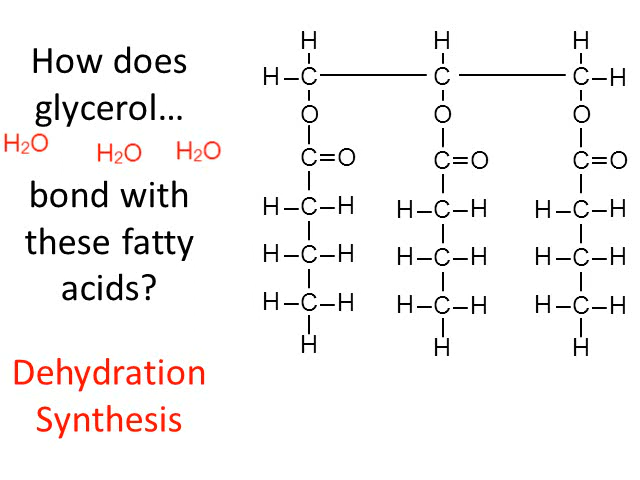 How does
glycerol...
H₂O H₂O H₂O
bond with
these fatty
acids?
Dehydration
Synthesis
H H H
H–C C C–H
O O O
C=O C=O C=O
H–C–H H–C–H H–C–H
H–C–H H–C–H H–C–H
H–C–H H–C–H H–C–H
H H H